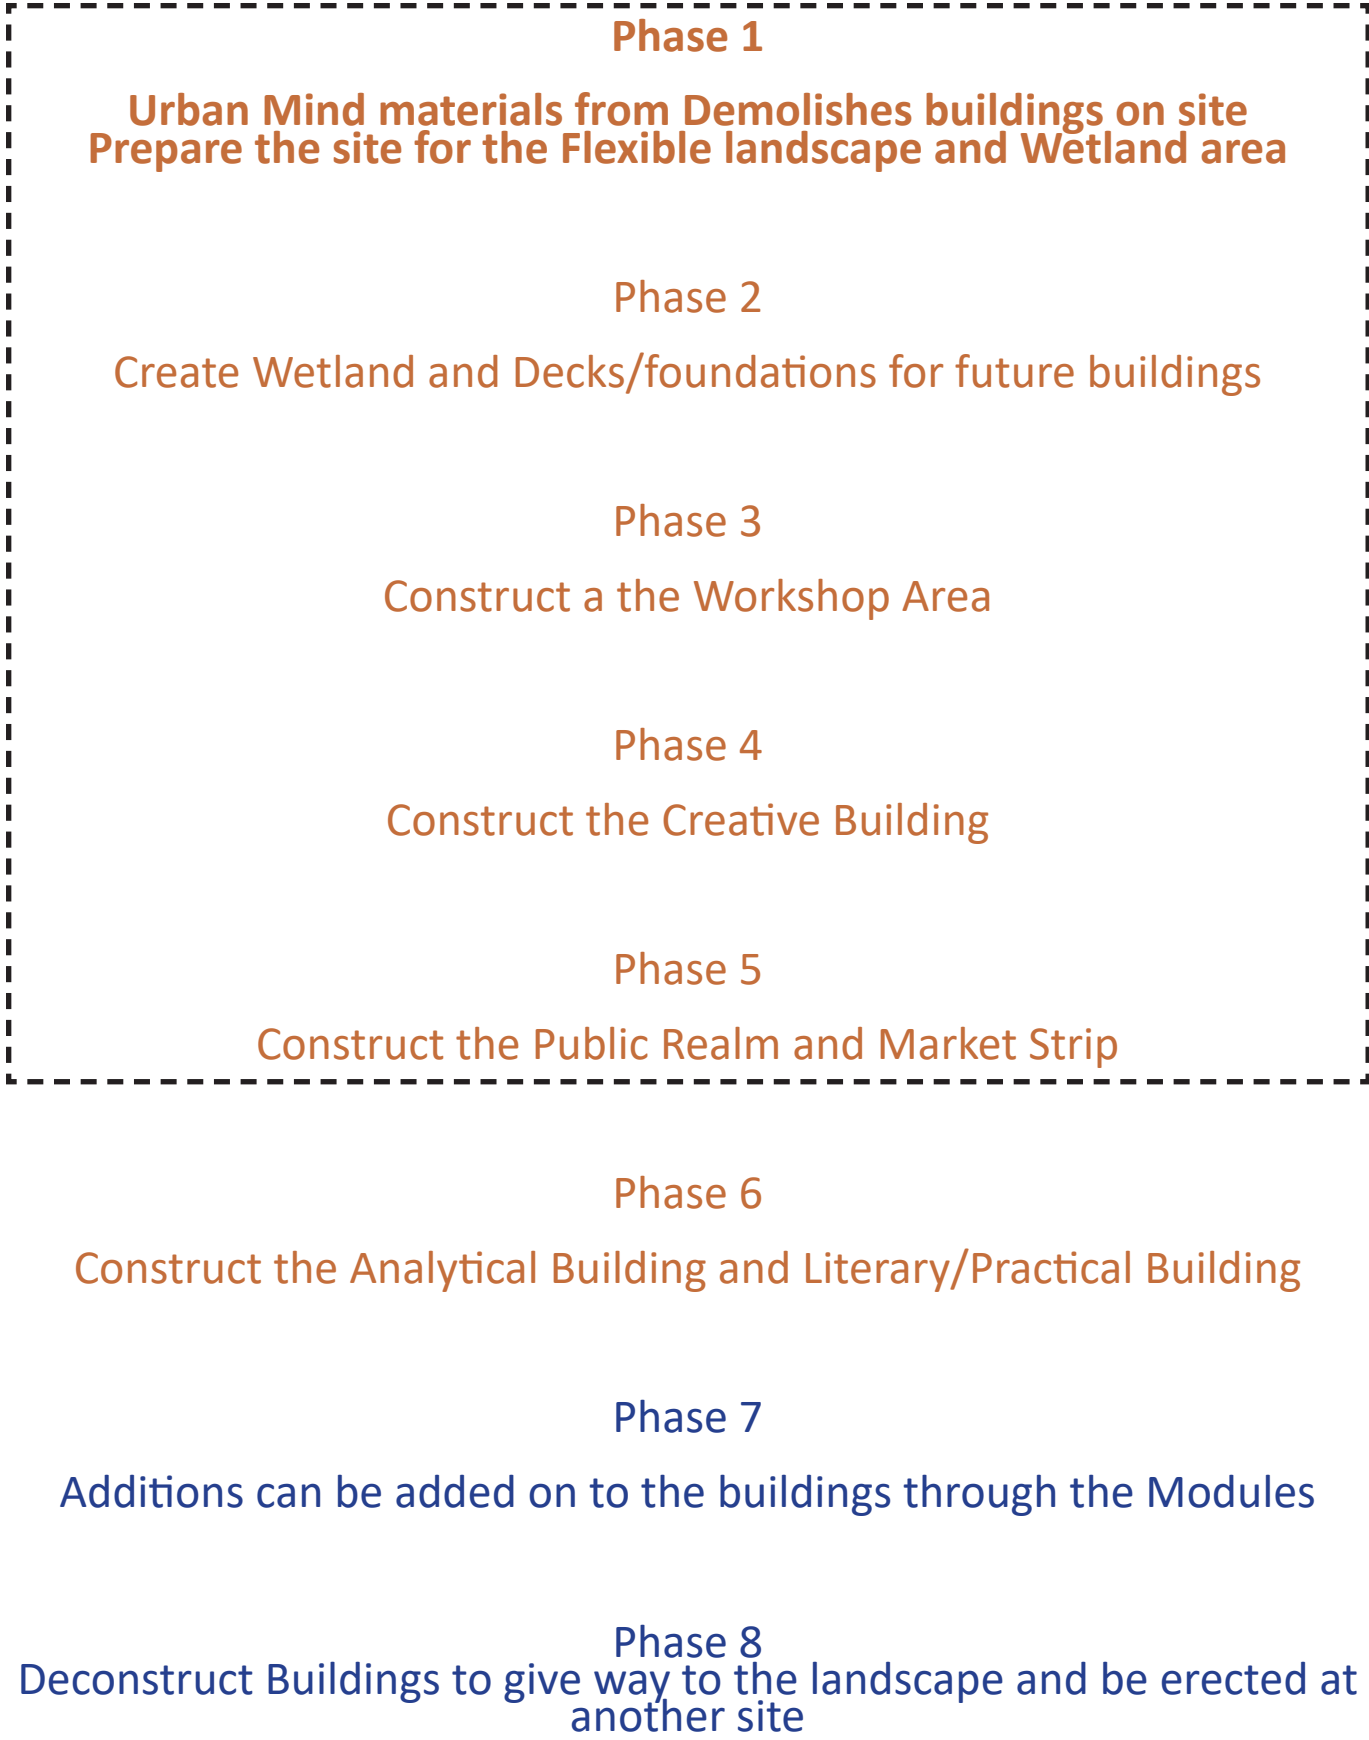 Phase 1
Urban Mind materials from Demolishes buildings on site
Prepare the site for the Flexible landscape and Wetland area
Phase 2
Create Wetland and Decks/foundations for future buildings
Phase 3
Construct a the Workshop Area
Phase 4
Construct the Creative Building
Phase 5
Construct the Public Realm and Market Strip
Phase 6
Construct the Analytical Building and Literary/Practical Building
Phase 7
Additions can be added on to the buildings through the Modules
Phase 8
Deconstruct Buildings to give way to the landscape and be erected at
another site